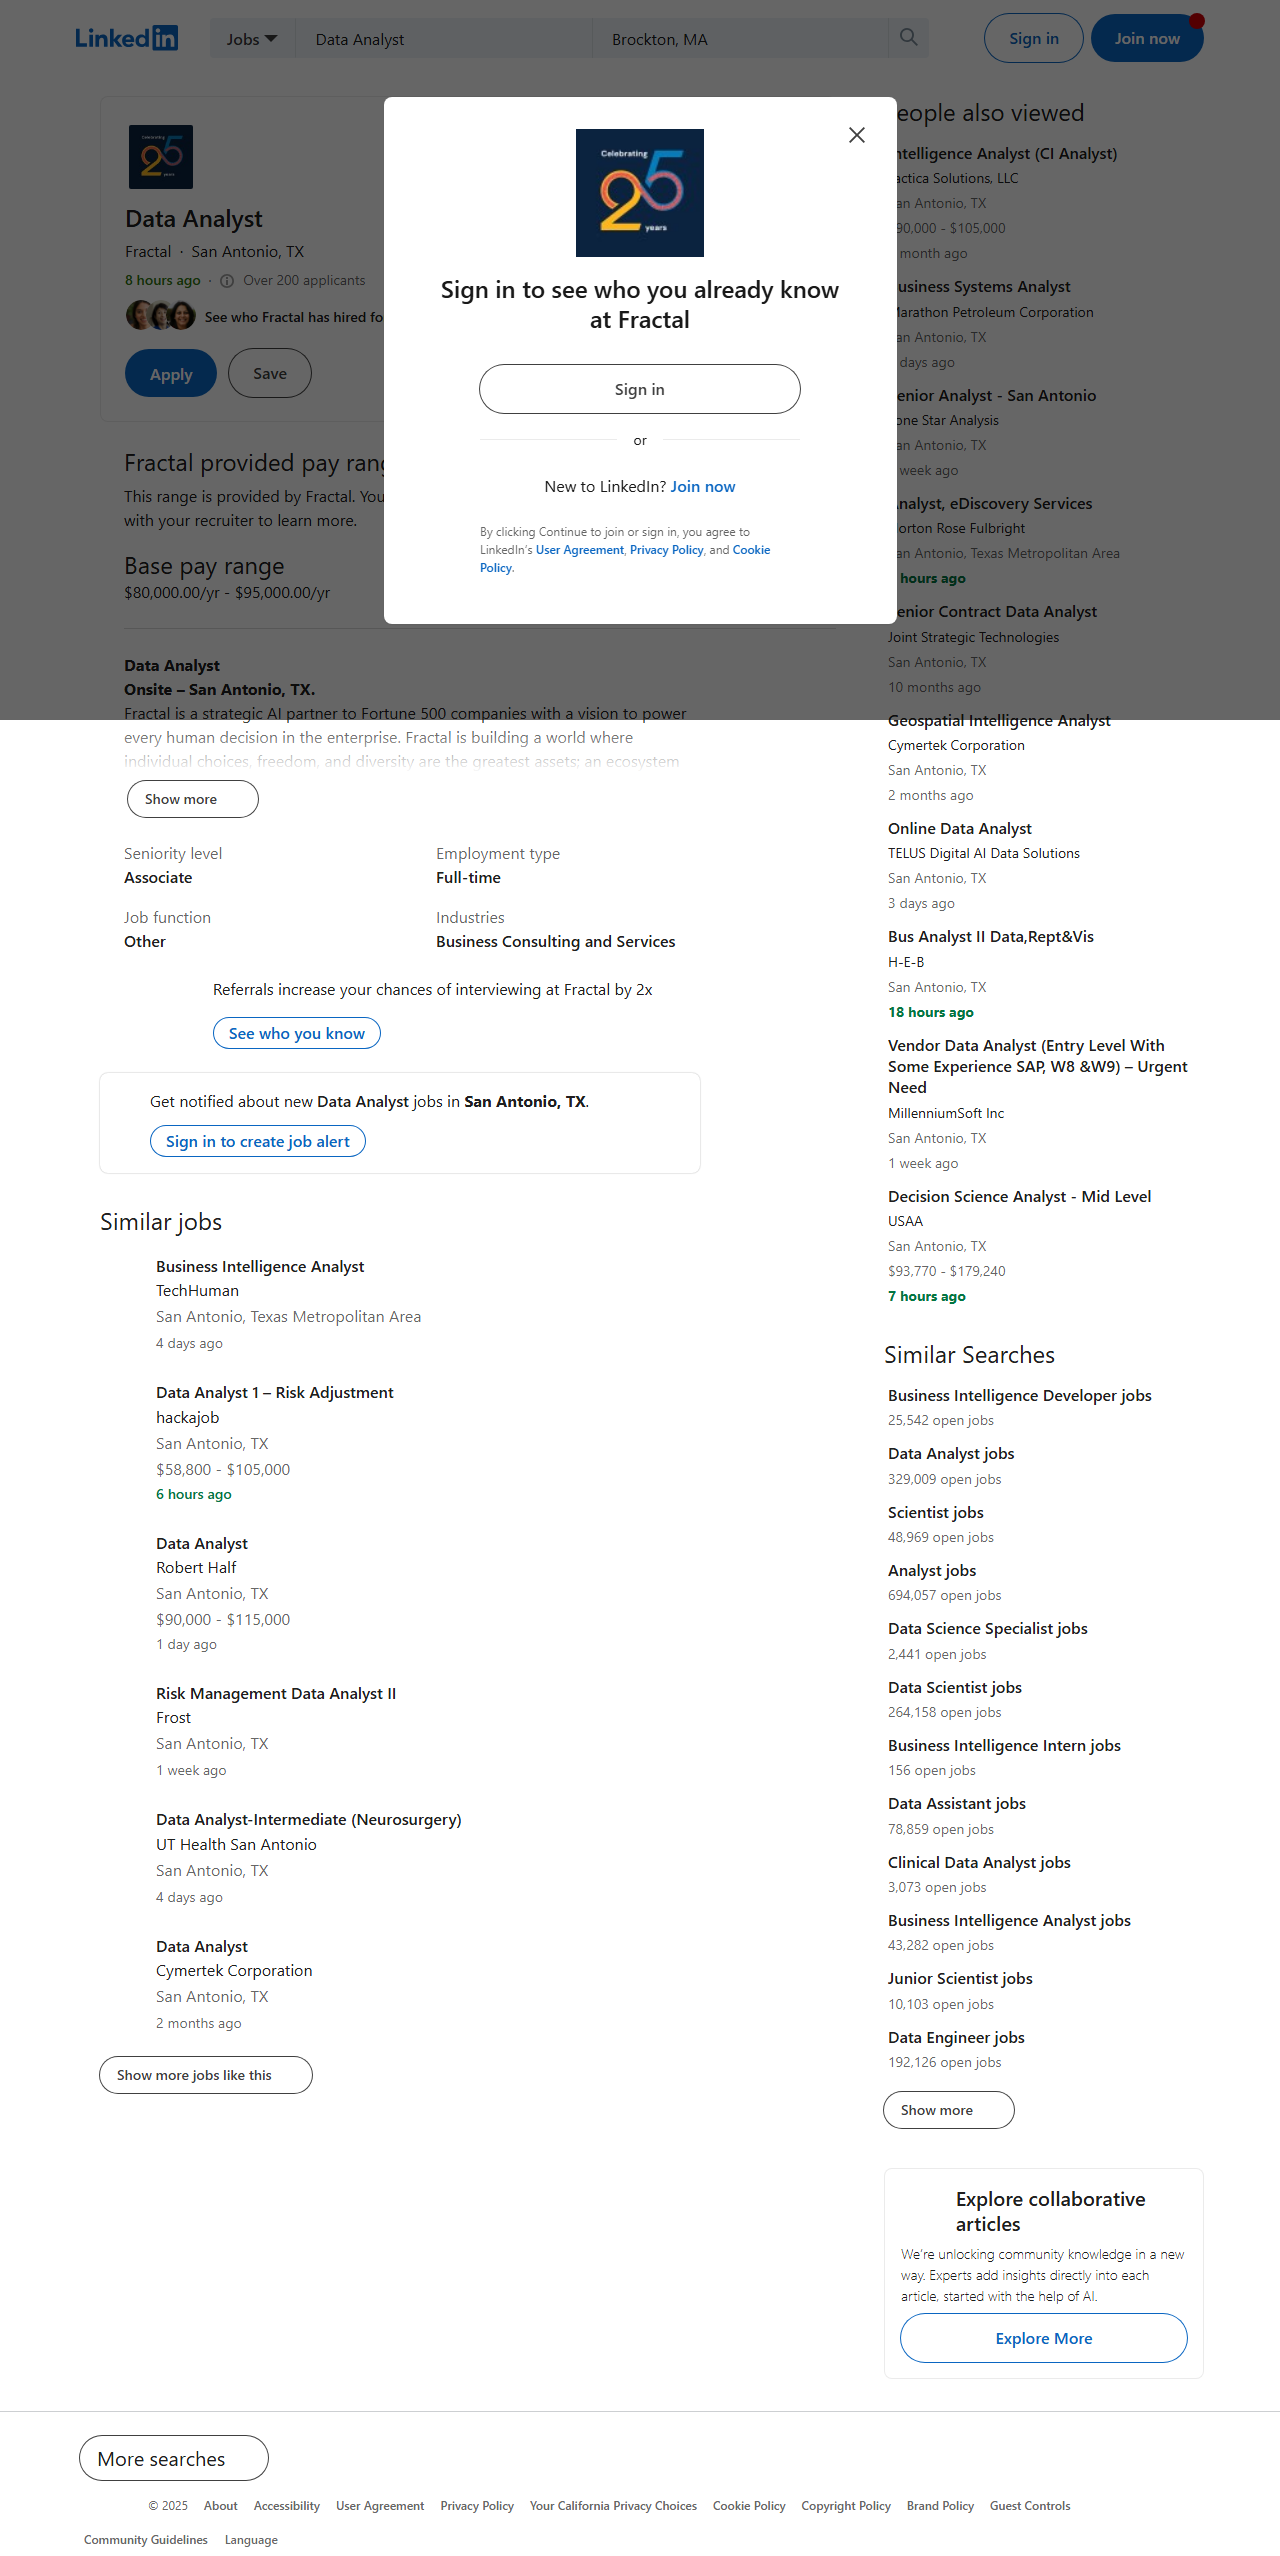 LinkedIn
Jobs
Data Analyst
Brockton, MA
Sign in
Join now
Celebrating
25
years
Data Analyst
Fractal · San Antonio, TX
8 hours ago · Over 200 applicants
See who Fractal has hired fo
Apply
Save
Fractal provided pay rang
This range is provided by Fractal. You
with your recruiter to learn more.
Base pay range
$80,000.00/yr - $95,000.00/yr
Celebrating
25
years
Sign in to see who you already know
at Fractal
Sign in
or
New to LinkedIn? Join now
By clicking Continue to join or sign in, you agree to
LinkedIn's User Agreement, Privacy Policy, and Cookie
Policy.
Data Analyst
Onsite – San Antonio, TX.
Fractal is a strategic AI partner to Fortune 500 companies with a vision to power
every human decision in the enterprise. Fractal is building a world where
individual choices, freedom, and diversity are the greatest assets; an ecosystem
Show more
Seniority level
Associate
Employment type
Full-time
Job function
Other
Industries
Business Consulting and Services
Referrals increase your chances of interviewing at Fractal by 2x
See who you know
Get notified about new Data Analyst jobs in San Antonio, TX.
Sign in to create job alert
Similar jobs
Business Intelligence Analyst
TechHuman
San Antonio, Texas Metropolitan Area
4 days ago
Data Analyst 1 – Risk Adjustment
hackajob
San Antonio, TX
$58,800 - $105,000
6 hours ago
Data Analyst
Robert Half
San Antonio, TX
$90,000 - $115,000
1 day ago
Risk Management Data Analyst II
Frost
San Antonio, TX
1 week ago
Data Analyst-Intermediate (Neurosurgery)
UT Health San Antonio
San Antonio, TX
4 days ago
Data Analyst
Cymertek Corporation
San Antonio, TX
2 months ago
Show more jobs like this
eople also viewed
ntelligence Analyst (CI Analyst)
actica Solutions, LLC
an Antonio, TX
90,000 - $105,000
month ago
usiness Systems Analyst
Marathon Petroleum Corporation
an Antonio, TX
days ago
enior Analyst - San Antonio
one Star Analysis
an Antonio, TX
week ago
nalyst, eDiscovery Services
orton Rose Fulbright
an Antonio, Texas Metropolitan Area
hours ago
enior Contract Data Analyst
Joint Strategic Technologies
San Antonio, TX
10 months ago
Geospatial Intelligence Analyst
Cymertek Corporation
San Antonio, TX
2 months ago
Online Data Analyst
TELUS Digital AI Data Solutions
San Antonio, TX
3 days ago
Bus Analyst II Data,Rept&Vis
H-E-B
San Antonio, TX
18 hours ago
Vendor Data Analyst (Entry Level With
Some Experience SAP, W8 &W9) – Urgent
Need
MillenniumSoft Inc
San Antonio, TX
1 week ago
Decision Science Analyst - Mid Level
USAA
San Antonio, TX
$93,770 - $179,240
7 hours ago
Similar Searches
Business Intelligence Developer jobs
25,542 open jobs
Data Analyst jobs
329,009 open jobs
Scientist jobs
48,969 open jobs
Analyst jobs
694,057 open jobs
Data Science Specialist jobs
2,441 open jobs
Data Scientist jobs
264,158 open jobs
Business Intelligence Intern jobs
156 open jobs
Data Assistant jobs
78,859 open jobs
Clinical Data Analyst jobs
3,073 open jobs
Business Intelligence Analyst jobs
43,282 open jobs
Junior Scientist jobs
10,103 open jobs
Data Engineer jobs
192,126 open jobs
Show more
Explore collaborative
articles
We're unlocking community knowledge in a new
way. Experts add insights directly into each
article, started with the help of AI.
Explore More
More searches
© 2025 About Accessibility User Agreement Privacy Policy Your California Privacy Choices Cookie Policy Copyright Policy Brand Policy Guest Controls
Community Guidelines Language